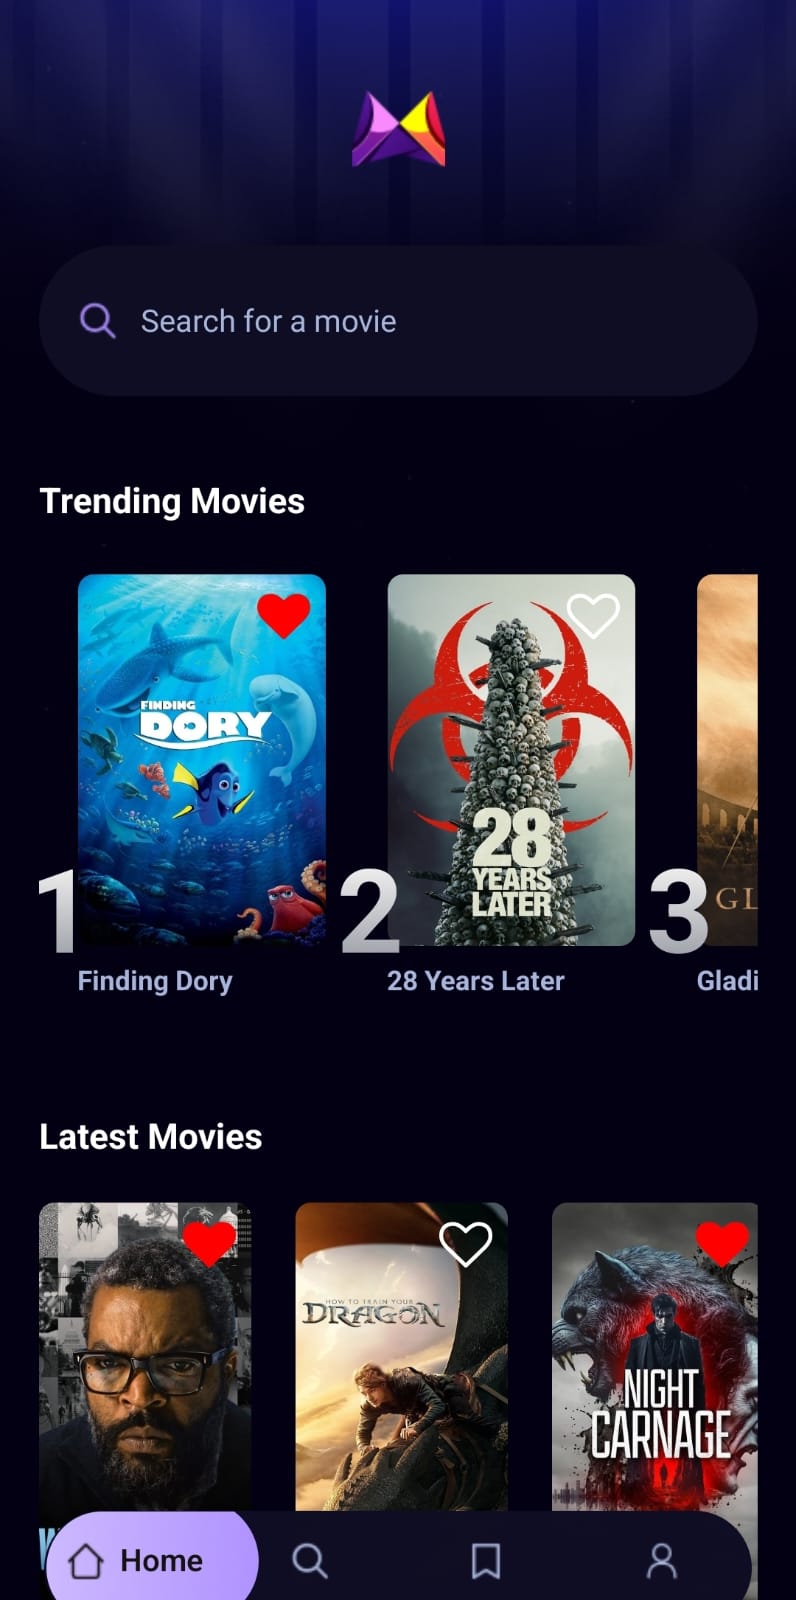 Search for a movie
Trending Movies
FINDING
DORY
28
YEARS
LATER
1
2
3
GL
Finding Dory
28 Years Later
Gladi
Latest Movies
HOW TO TRAIN YOUR
DRAGON
NIGHT
CARNAGE
W
Home